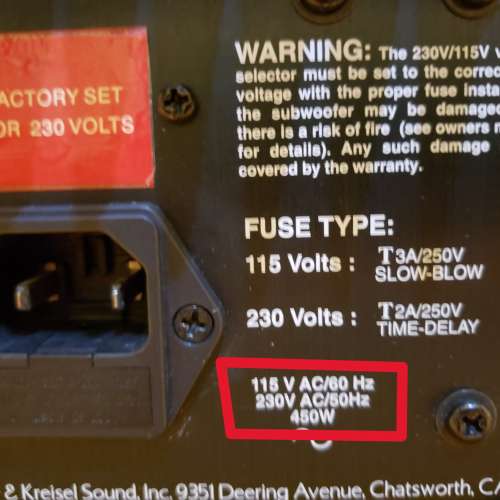 ACTORY SET
OR 230 VOLTS
WARNING: The 230V/115V v
selector must be set to the correc
voltage with the proper fuse insta
the subwoofer may be damaged
there is a risk of fire (see owners m
for details). Any such damage
covered by the warranty.
FUSE TYPE:
115 Volts : T3A/250V
SLOW-BLOW
230 Volts : T2A/250V
TIME-DELAY
115 V AC/60 Hz
230V AC/50Hz
450W
& Kreisel Sound, Inc. 9351 Deering Avenue, Chatsworth, CA